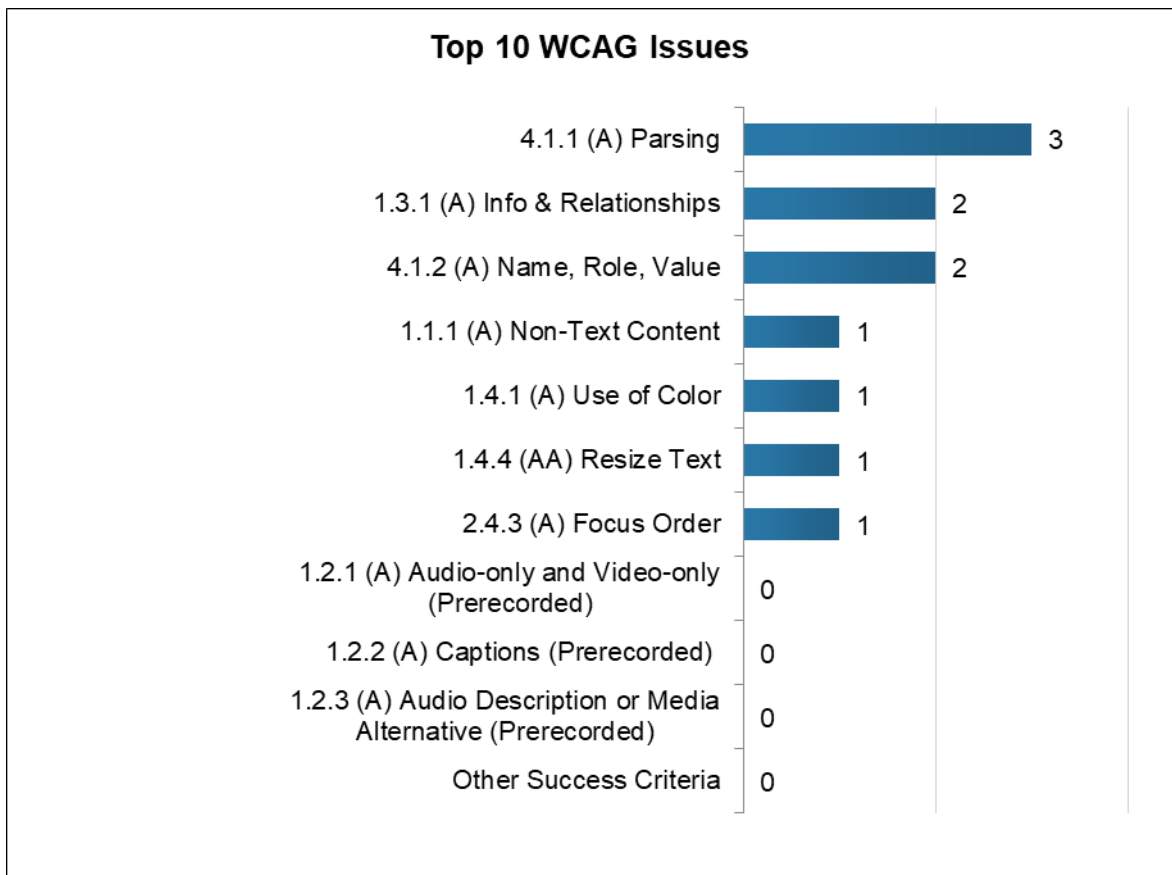 Top 10 WCAG Issues
4.1.1 (A) Parsing 3
1.3.1 (A) Info & Relationships 2
4.1.2 (A) Name, Role, Value 2
1.1.1 (A) Non-Text Content 1
1.4.1 (A) Use of Color 1
1.4.4 (AA) Resize Text 1
2.4.3 (A) Focus Order 1
1.2.1 (A) Audio-only and Video-only
(Prerecorded) 0
1.2.2 (A) Captions (Prerecorded) 0
1.2.3 (A) Audio Description or Media
Alternative (Prerecorded) 0
Other Success Criteria 0